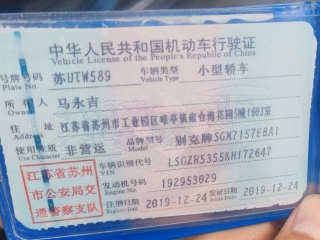 中华人民共和国机动车行驶证
Vehicle License of the People's Republic of China
号牌号码 苏UTW589 车辆类型 小型轿车
Plate No. Vehicle Type
所有人 马永吉
Owner
住址 江苏省苏州市工业园区唯亭镇综合湾花园5幢1603室
Address
使用性质 非营运 品牌型号 别克牌SGM7157EBA1
Use Character Model
江苏省苏州
市公安局交
通警察支队
车辆识别代号 LSGZR5355KH172647
VIN
发动机号码 192953029
Engine No.
注册日期 2019-12-24 发证日期 2019-12-24
Register Date Issue Date